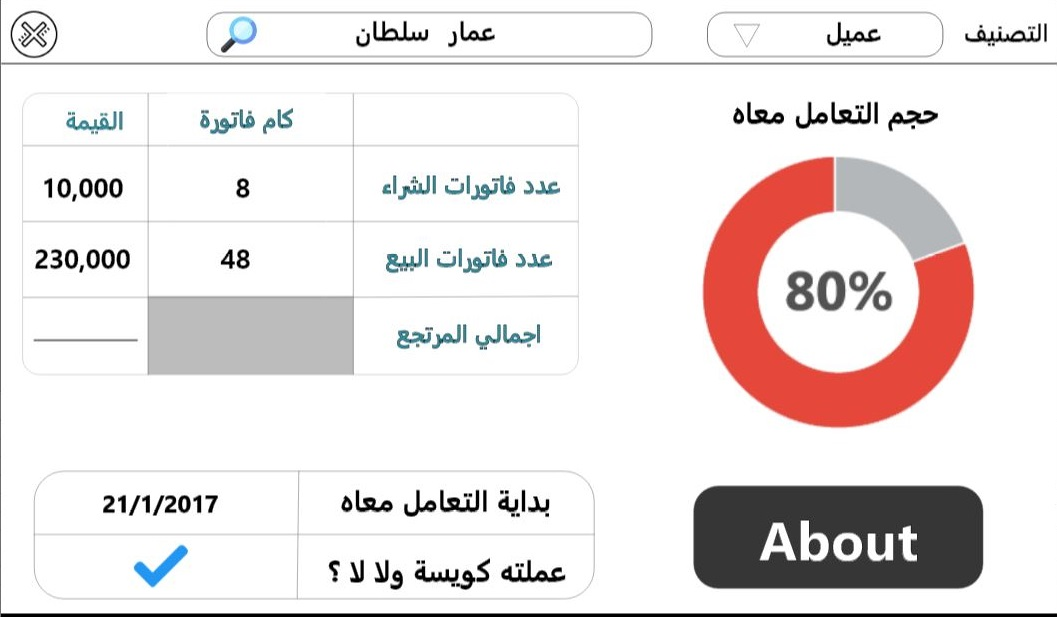 التصنيف عميل عمار سلطان
حجم التعامل معاه
80%
About
كام فاتورة القيمة
عدد فاتورات الشراء 8 10,000
عدد فاتورات البيع 48 230,000
اجمالي المرتجع
بداية التعامل معاه 21/1/2017
عملته كويسة ولا لا ؟